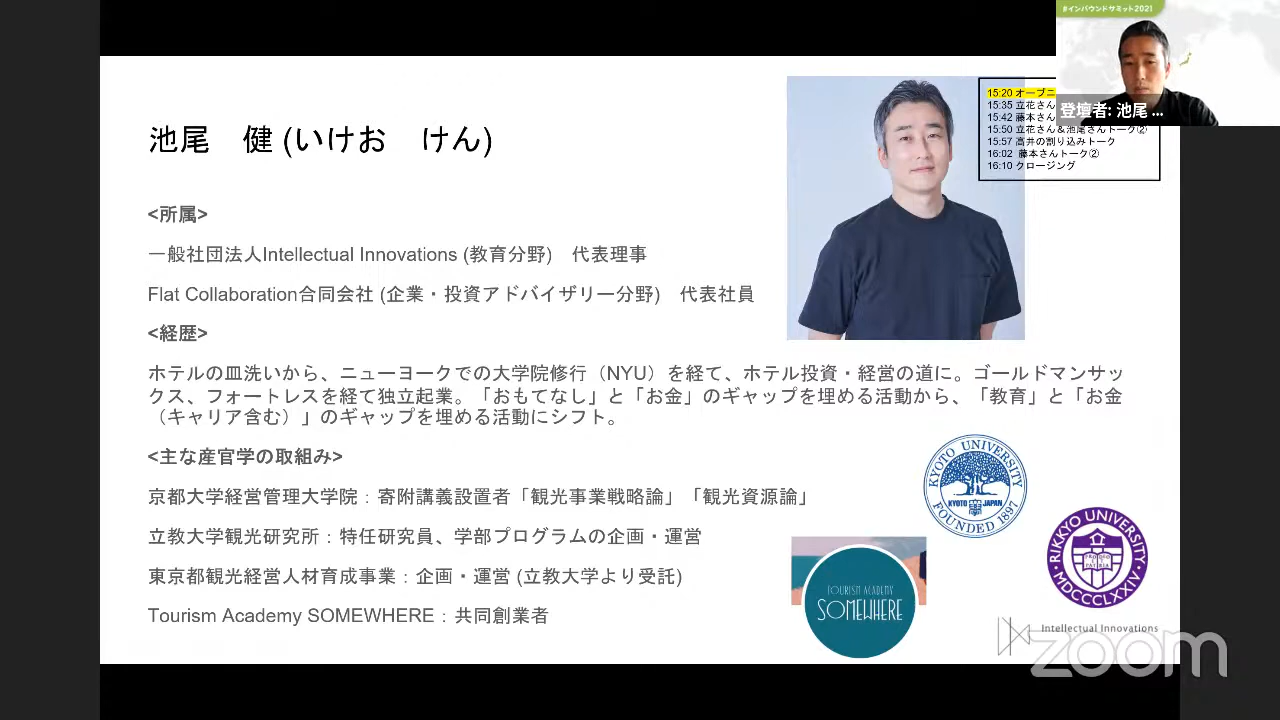 #インバウンドサミット2021
登壇者: 池尾 ...
15:20 オープニ
15:35 立花さん
15:42 藤本さん
15:50 立花さん＆池尾さんトーク②
15:57 高井の割り込みトーク
16:02 藤本さんトーク②
16:10 クロージング
池尾　健 (いけお　けん)
<所属>
一般社団法人Intellectual Innovations (教育分野)　代表理事
Flat Collaboration合同会社 (企業・投資アドバイザリー分野)　代表社員
<経歴>
ホテルの皿洗いから、ニューヨークでの大学院修行（NYU）を経て、ホテル投資・経営の道に。ゴールドマンサッ
クス、フォートレスを経て独立起業。「おもてなし」と「お金」のギャップを埋める活動から、「教育」と「お金
（キャリア含む）」のギャップを埋める活動にシフト。
<主な産官学の取組み>
京都大学経営管理大学院：寄附講義設置者「観光事業戦略論」「観光資源論」
立教大学観光研究所：特任研究員、学部プログラムの企画・運営
東京都観光経営人材育成事業：企画・運営 (立教大学より受託)
Tourism Academy SOMEWHERE：共同創業者
KYOTO UNIVERSITY
KYOTO JAPAN
FOUNDED 1897
RIKKYO UNIVERSITY
MDCCCLXXIV
TOURISM ACADEMY
SOMEWHERE
Intellectual Innovations
zoom